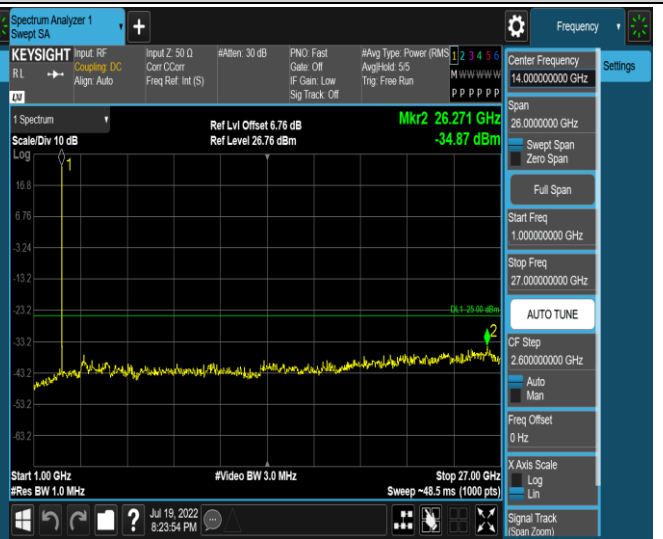 Spectrum Analyzer 1
Swept SA
+
Frequency
KEYSIGHT
RL
LXI
Input: RF
Coupling: DC
Align: Auto
Input Z: 50 Ω
Corr CCorr
Freq Ref: Int (S)
#Atten: 30 dB
PNO: Fast
Gate: Off
IF Gain: Low
Sig Track: Off
#Avg Type: Power (RMS
Avg|Hold: 5/5
Trig: Free Run
1 2 3 4 5 6
M W W W W W
P P P P P P
1 Spectrum
Scale/Div 10 dB
Log
Ref Lvl Offset 6.76 dB
Ref Level 26.76 dBm
Mkr2 26.271 GHz
-34.87 dBm
1
16.8
6.76
-3.24
-13.2
-23.2
DL1 -25.00 dBm
2
-33.2
-43.2
-53.2
-63.2
Start 1.00 GHz
#Res BW 1.0 MHz
#Video BW 3.0 MHz
Stop 27.00 GHz
Sweep ~48.5 ms (1000 pts)
?
Jul 19, 2022
8:23:54 PM
Center Frequency
14.000000000 GHz
Span
26.0000000 GHz
Swept Span
Zero Span
Full Span
Start Freq
1.000000000 GHz
Stop Freq
27.000000000 GHz
AUTO TUNE
CF Step
2.600000000 GHz
Auto
Man
Freq Offset
0 Hz
X Axis Scale
Log
Lin
Signal Track
(Span Zoom)
Settings